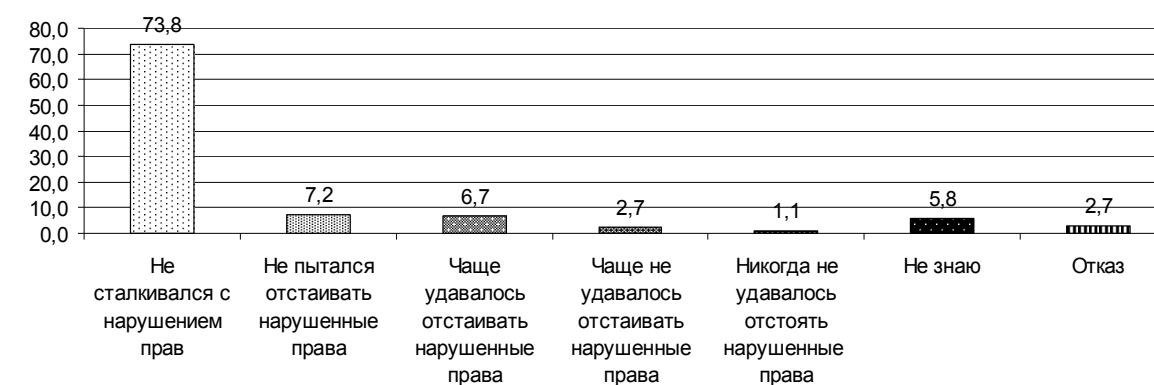 80,0
70,0
60,0
50,0
40,0
30,0
20,0
10,0
0,0
73,8
7,2
6,7
2,7
1,1
5,8
2,7
Не
сталкивался с
нарушением
прав
Не пытался
отстаивать
нарушенные
права
Чаще
удавалось
отстаивать
нарушенные
права
Чаще не
удавалось
отстаивать
нарушенные
права
Никогда не
удавалось
отстоять
нарушенные
права
Не знаю
Отказ